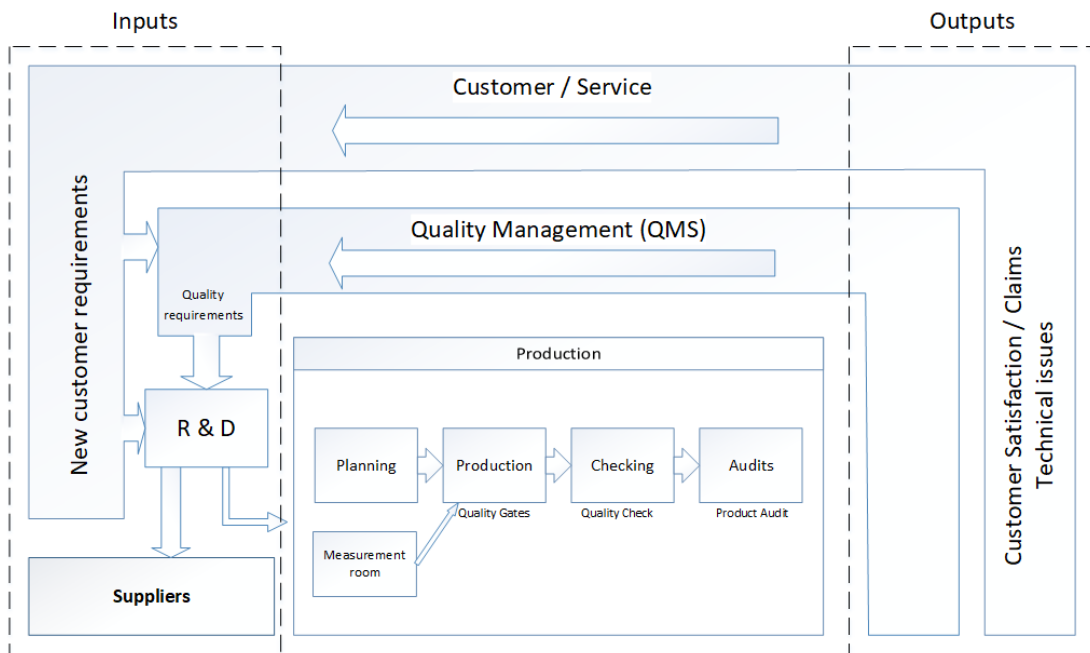 Inputs
Outputs
Customer / Service
New customer requirements
Quality Management (QMS)
Quality
requirements
R & D
Suppliers
Production
Planning
Production
Checking
Audits
Quality Gates
Quality Check
Product Audit
Measurement
room
Customer Satisfaction / Claims
Technical issues